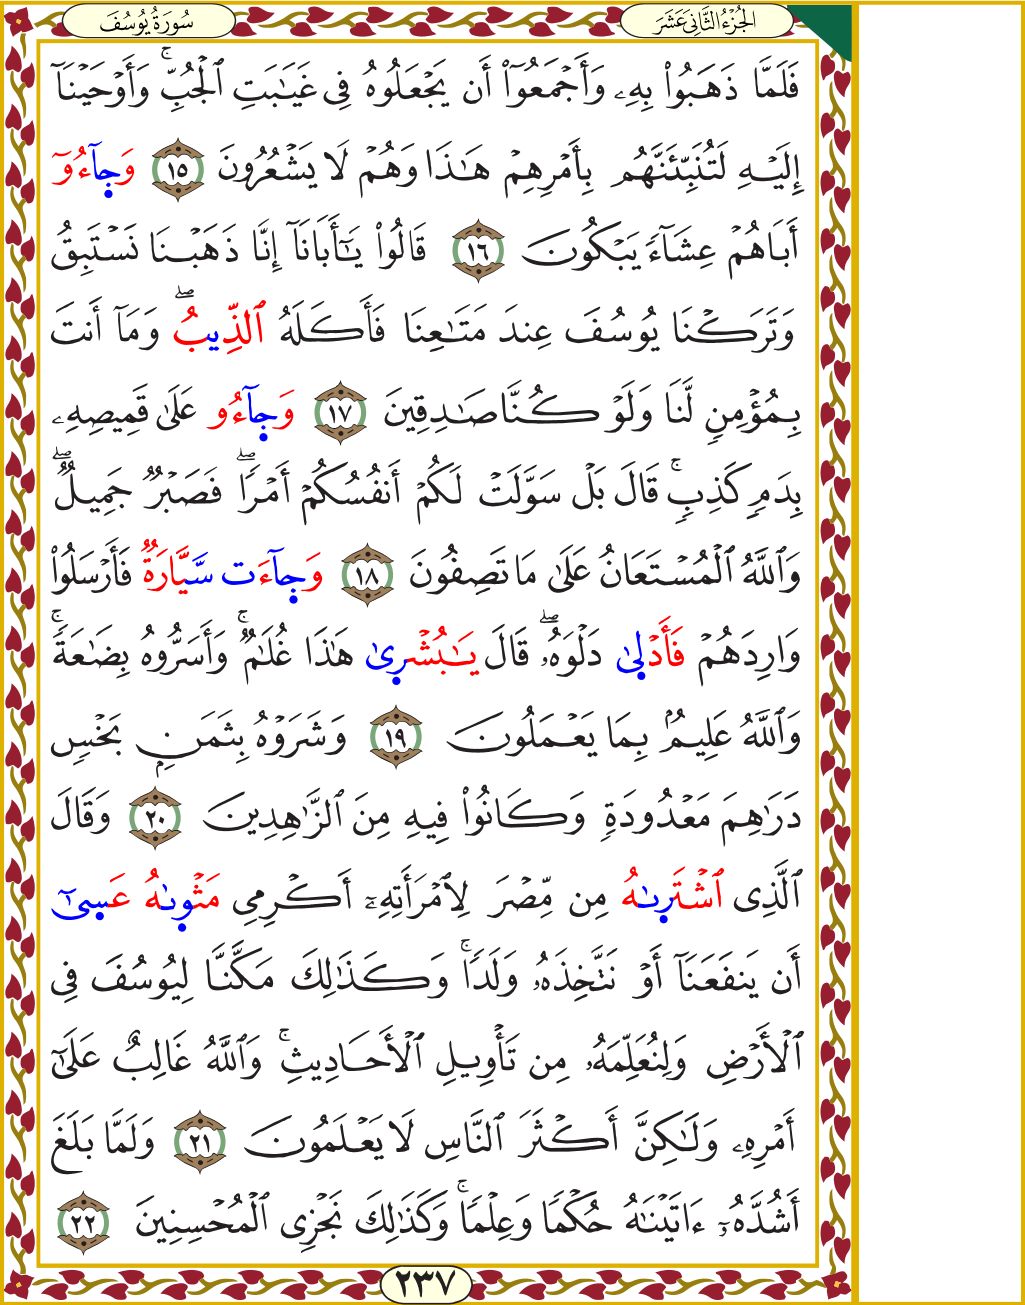 سُورَةُ يُوسُفَ
الجُزْءُ الثَّانِيَ عَشَرَ
فَلَمَّا ذَهَبُوا۟ بِهِۦ وَأَجْمَعُوٓا۟ أَن يَجْعَلُوهُ فِى غَيَـٰبَتِ ٱلْجُبِّ ۚ وَأَوْحَيْنَآ
إِلَيْهِ لَتُنَبِّئَنَّهُم بِأَمْرِهِمْ هَـٰذَا وَهُمْ لَا يَشْعُرُونَ ١٥ وَجِآءُوٓ
أَبَاهُمْ عِشَآءً يَبْكُونَ ١٦ قَالُوا۟ يَـٰٓأَبَانَآ إِنَّا ذَهَبْنَا نَسْتَبِقُ
وَتَرَكْنَا يُوسُفَ عِندَ مَتَـٰعِنَا فَأَكَلَهُ ٱلذِّيبُ ۖ وَمَآ أَنتَ
بِمُؤْمِنٍ لَّنَا وَلَوْ كُنَّا صَـٰدِقِينَ ١٧ وَجِآءُو عَلَىٰ قَمِيصِهِۦ
بِدَمٍ كَذِبٍ ۚ قَالَ بَلْ سَوَّلَتْ لَكُمْ أَنفُسُكُمْ أَمْرًا ۖ فَصَبْرٌ جَمِيلٌ ۖ
وَٱللَّهُ ٱلْمُسْتَعَانُ عَلَىٰ مَا تَصِفُونَ ١٨ وَجِآءَت سَّيَّارَةٌ فَأَرْسَلُوا۟
وَارِدَهُمْ فَأَدْلِىٰ دَلْوَهُۥ ۖ قَالَ يَـٰبُشْرِىٰ هَـٰذَا غُلَـٰمٌ ۚ وَأَسَرُّوهُ بِضَـٰعَةً ۚ
وَٱللَّهُ عَلِيمٌۢ بِمَا يَعْمَلُونَ ١٩ وَشَرَوْهُ بِثَمَنٍۭ بَخْسٍ
دَرَٰهِمَ مَعْدُودَةٍ وَكَانُوا۟ فِيهِ مِنَ ٱلزَّٰهِدِينَ ٢٠ وَقَالَ
ٱلَّذِى ٱشْتَرِىٰهُ مِن مِّصْرَ لِٱمْرَأَتِهِۦٓ أَكْرِمِى مَثْوِىٰهُ عَسِىٰٓ
أَن يَنفَعَنَآ أَوْ نَتَّخِذَهُۥ وَلَدًا ۚ وَكَذَٰلِكَ مَكَّنَّا لِيُوسُفَ فِى
ٱلْأَرْضِ وَلِنُعَلِّمَهُۥ مِن تَأْوِيلِ ٱلْأَحَادِيثِ ۚ وَٱللَّهُ غَالِبٌ عَلَىٰٓ
أَمْرِهِۦ وَلَـٰكِنَّ أَكْثَرَ ٱلنَّاسِ لَا يَعْلَمُونَ ٢١ وَلَمَّا بَلَغَ
أَشُدَّهُۥٓ ءَاتَيْنَـٰهُ حُكْمًا وَعِلْمًا ۚ وَكَذَٰلِكَ نَجْزِى ٱلْمُحْسِنِينَ ٢٢
٢٣٧